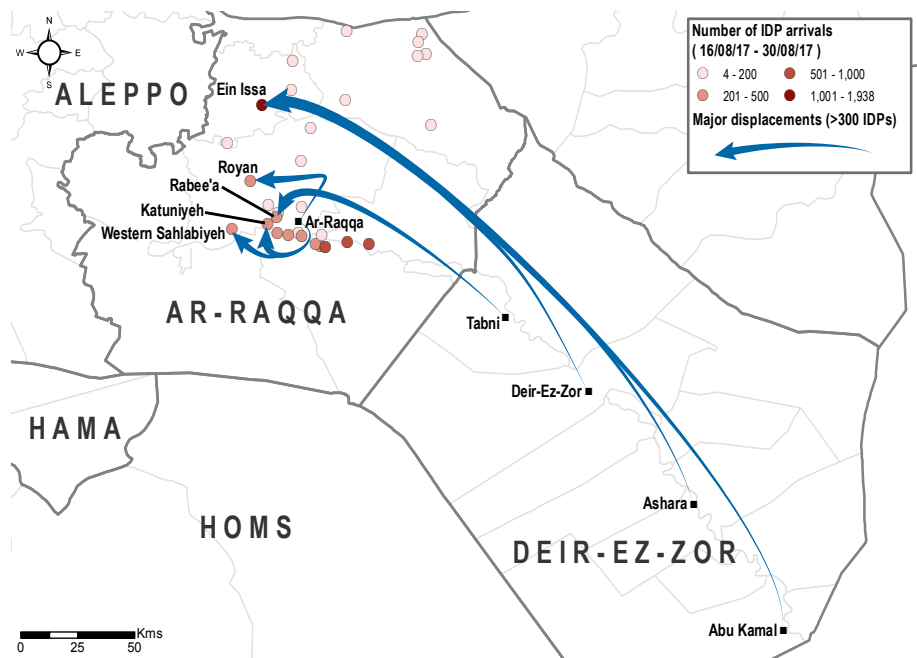 N
W E
S
Number of IDP arrivals
( 16/08/17 - 30/08/17 )
4 - 200
501 - 1,000
201 - 500
1,001 - 1,938
Major displacements (>300 IDPs)
ALEPPO
Ein Issa
Royan
Rabee'a
Katuniyeh
Ar-Raqqa
Western Sahlabiyeh
AR-RAQQA
Tabni
Deir-Ez-Zor
HAMA
Ashara
HOMS
DEIR-EZ-ZOR
Abu Kamal
Kms
0 25 50